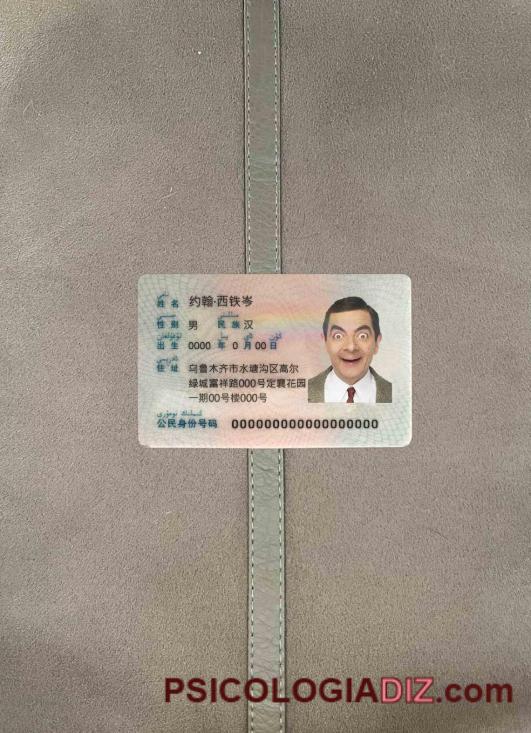 姓名 约翰·西铁岑
性别 男 民族 汉
出生 0000 年 0 月 00 日
住址 乌鲁木齐市水塘沟区高尔
绿城富祥路000号定襄花园
一期00号楼000号
公民身份号码 000000000000000000
PSICOLOGIADIZ.com